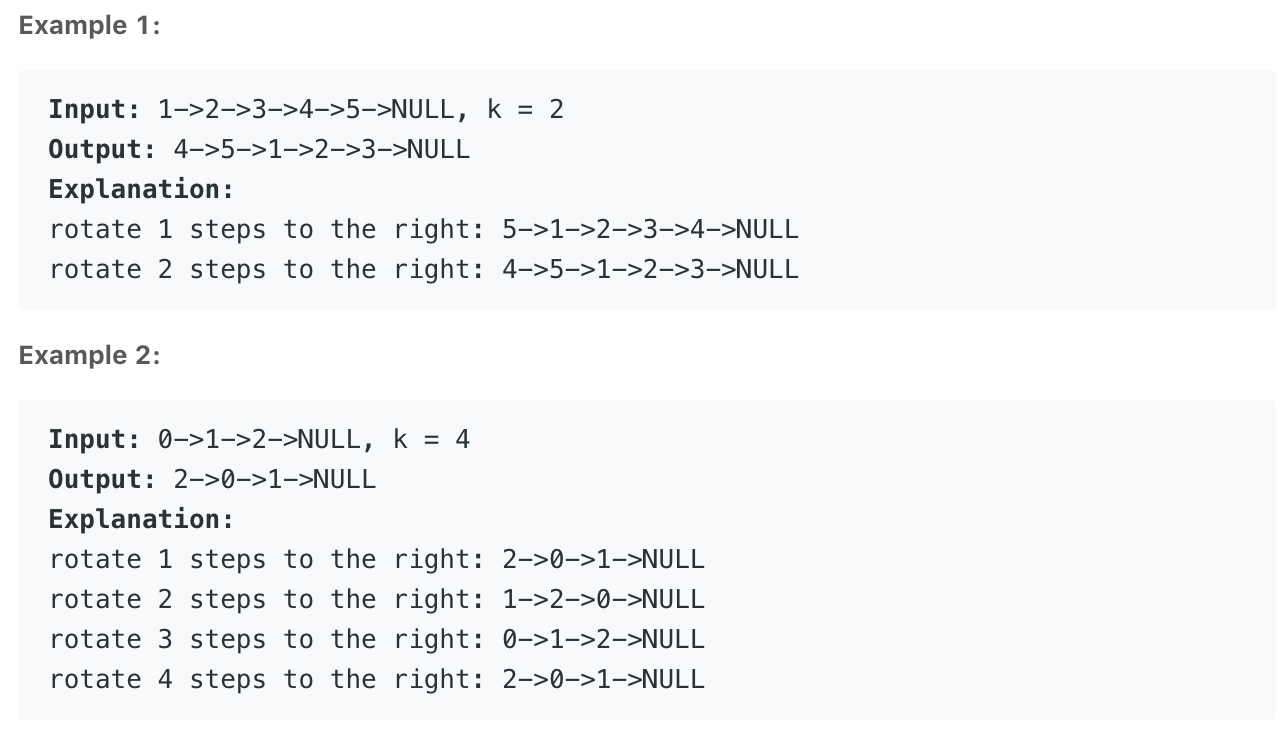 Example 1:
Input: 1->2->3->4->5->NULL, k = 2
Output: 4->5->1->2->3->NULL
Explanation:
rotate 1 steps to the right: 5->1->2->3->4->NULL
rotate 2 steps to the right: 4->5->1->2->3->NULL
Example 2:
Input: 0->1->2->NULL, k = 4
Output: 2->0->1->NULL
Explanation:
rotate 1 steps to the right: 2->0->1->NULL
rotate 2 steps to the right: 1->2->0->NULL
rotate 3 steps to the right: 0->1->2->NULL
rotate 4 steps to the right: 2->0->1->NULL